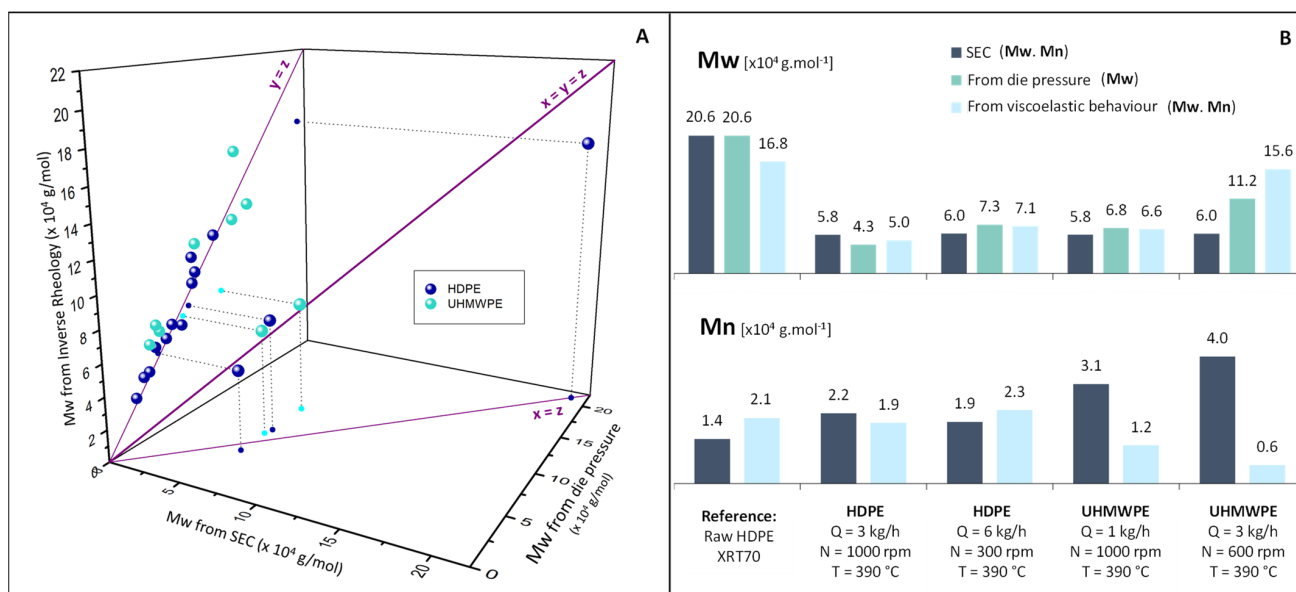 A
22
20
18
16
14
12
10
8
6
4
2
Mw from Inverse Rheology (x 10⁴ g/mol)
y = z
x = y = z
x = z
HDPE
UHMWPE
5
10
15
20
Mw from SEC (x 10⁴ g/mol)
0
5
10
15
20
Mw from die pressure
(x 10⁴ g/mol)
B
SEC (Mw. Mn)
From die pressure (Mw)
From viscoelastic behaviour (Mw. Mn)
Mw [x10⁴ g.mol⁻¹]
20.6 20.6 16.8
5.8 4.3 5.0
6.0 7.3 7.1
5.8 6.8 6.6
6.0 11.2 15.6
Mn [x10⁴ g.mol⁻¹]
1.4 2.1
2.2 1.9
1.9 2.3
3.1 1.2
4.0 0.6
Reference:
Raw HDPE
XRT70
HDPE
Q = 3 kg/h
N = 1000 rpm
T = 390 °C
HDPE
Q = 6 kg/h
N = 300 rpm
T = 390 °C
UHMWPE
Q = 1 kg/h
N = 1000 rpm
T = 390 °C
UHMWPE
Q = 3 kg/h
N = 600 rpm
T = 390 °C